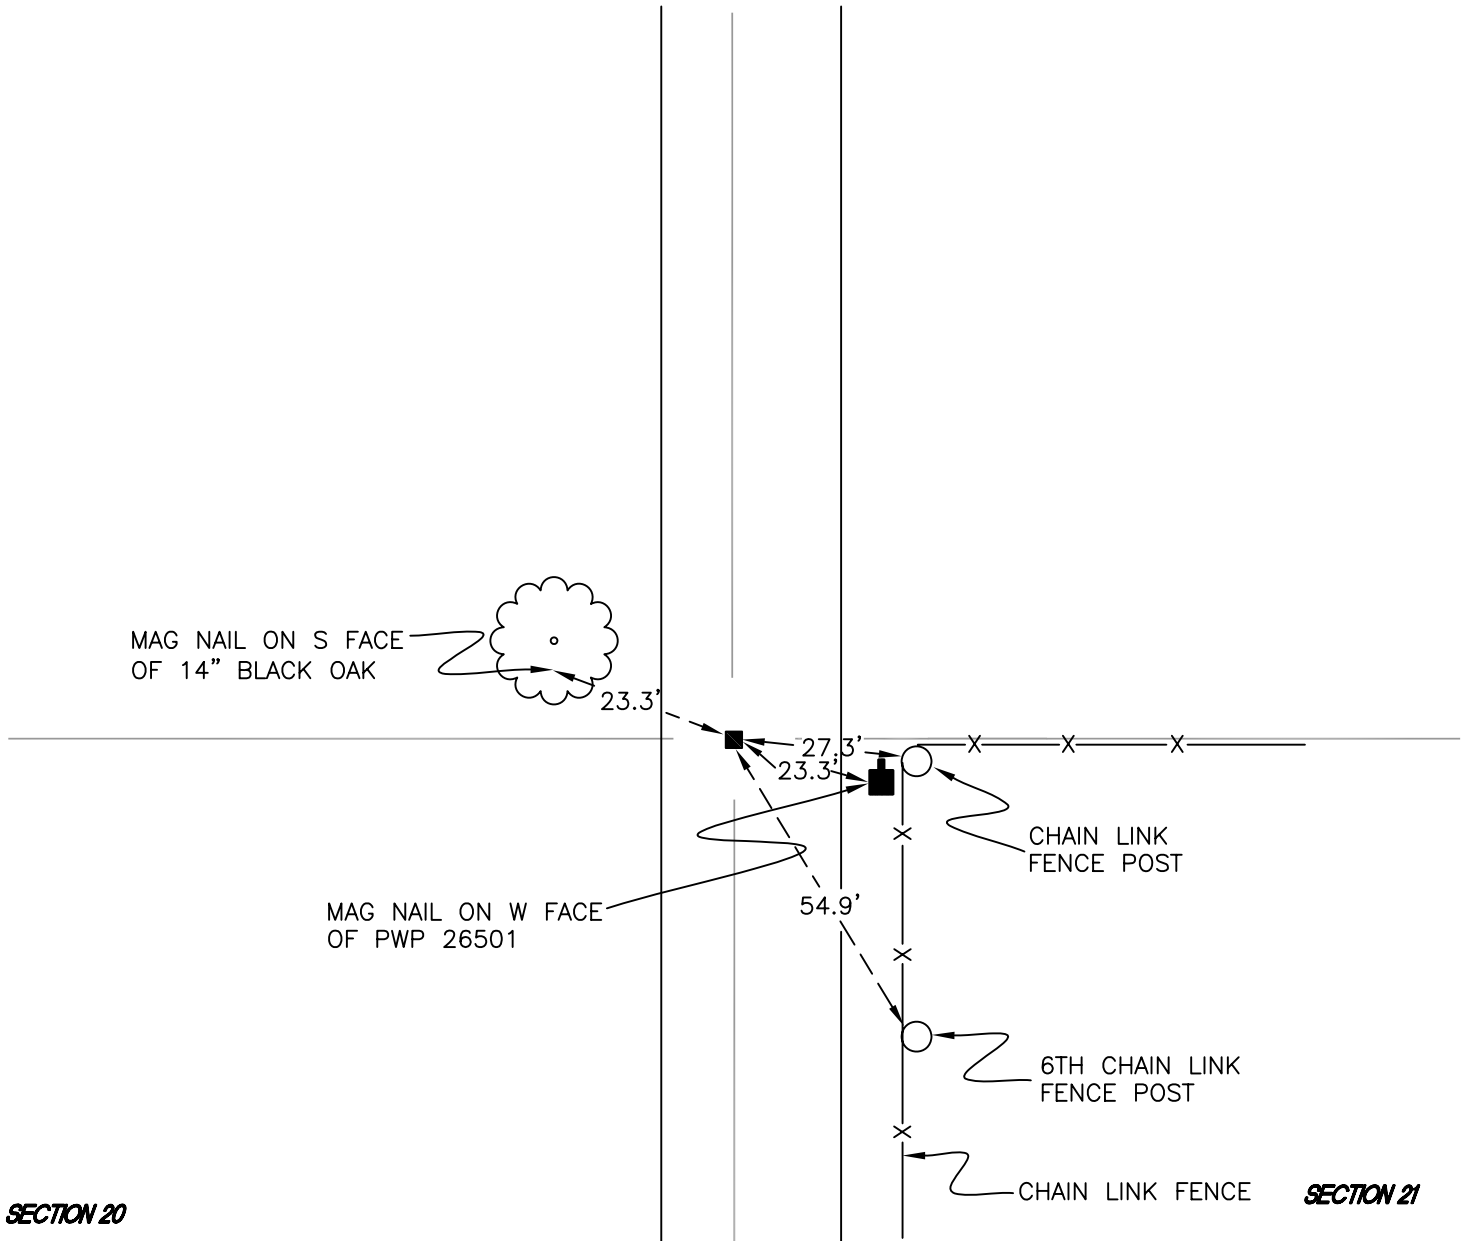 MAG NAIL ON S FACE
OF 14” BLACK OAK
23.3’
27.3’
23.3’
CHAIN LINK
FENCE POST
MAG NAIL ON W FACE
OF PWP 26501
54.9’
6TH CHAIN LINK
FENCE POST
CHAIN LINK FENCE
SECTION 21
SECTION 20